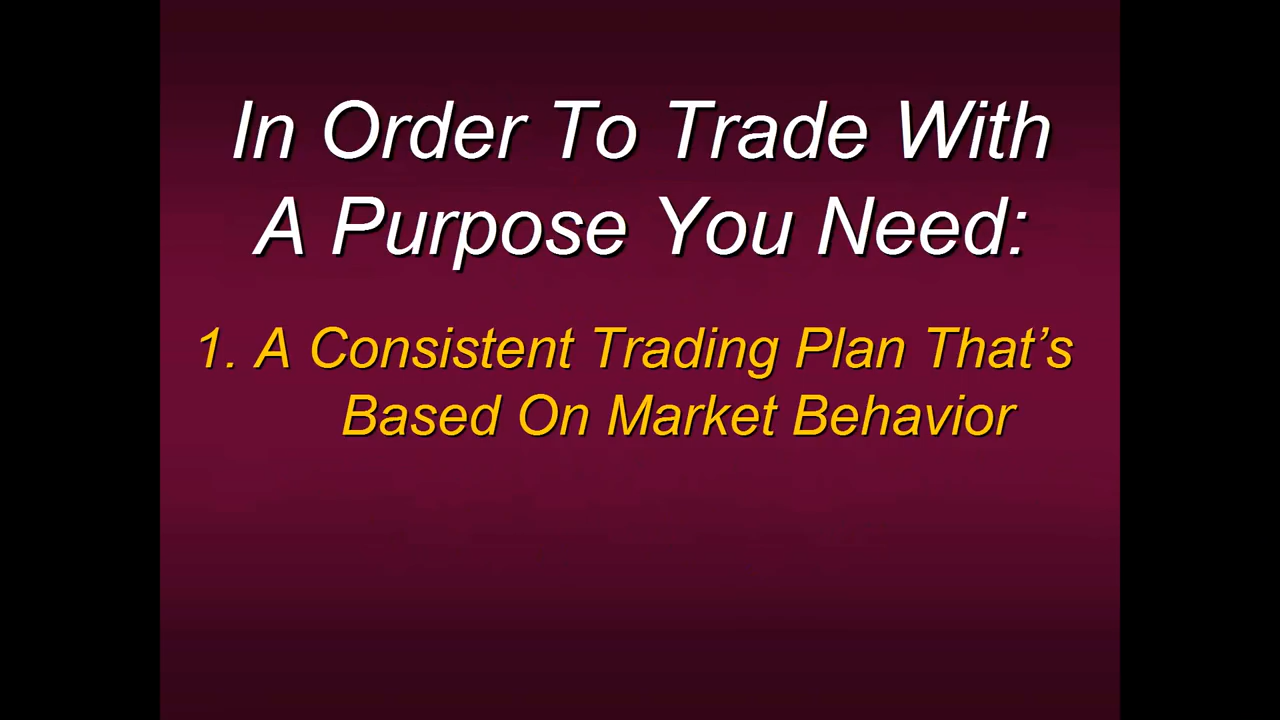 In Order To Trade With
A Purpose You Need:
1. A Consistent Trading Plan That’s
Based On Market Behavior